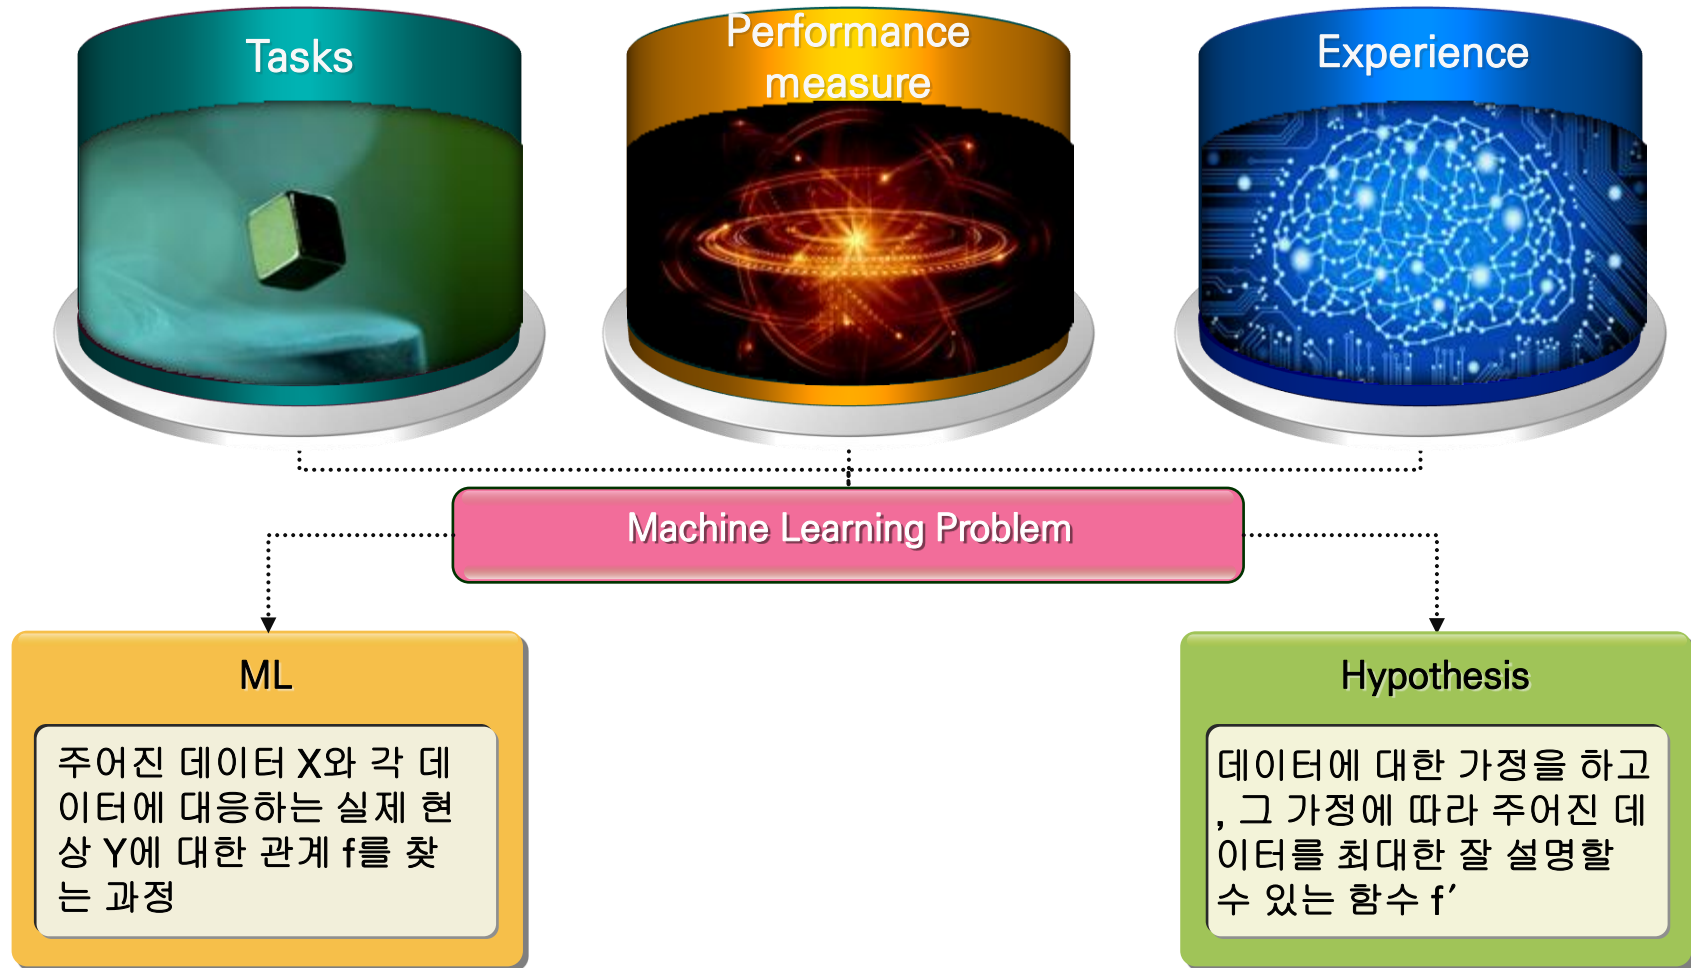 Tasks
Performance
measure
Experience
Machine Learning Problem
ML
주어진 데이터 X와 각 데
이터에 대응하는 실제 현
상 Y에 대한 관계 f를 찾
는 과정
Hypothesis
데이터에 대한 가정을 하고
, 그 가정에 따라 주어진 데
이터를 최대한 잘 설명할
수 있는 함수 f′